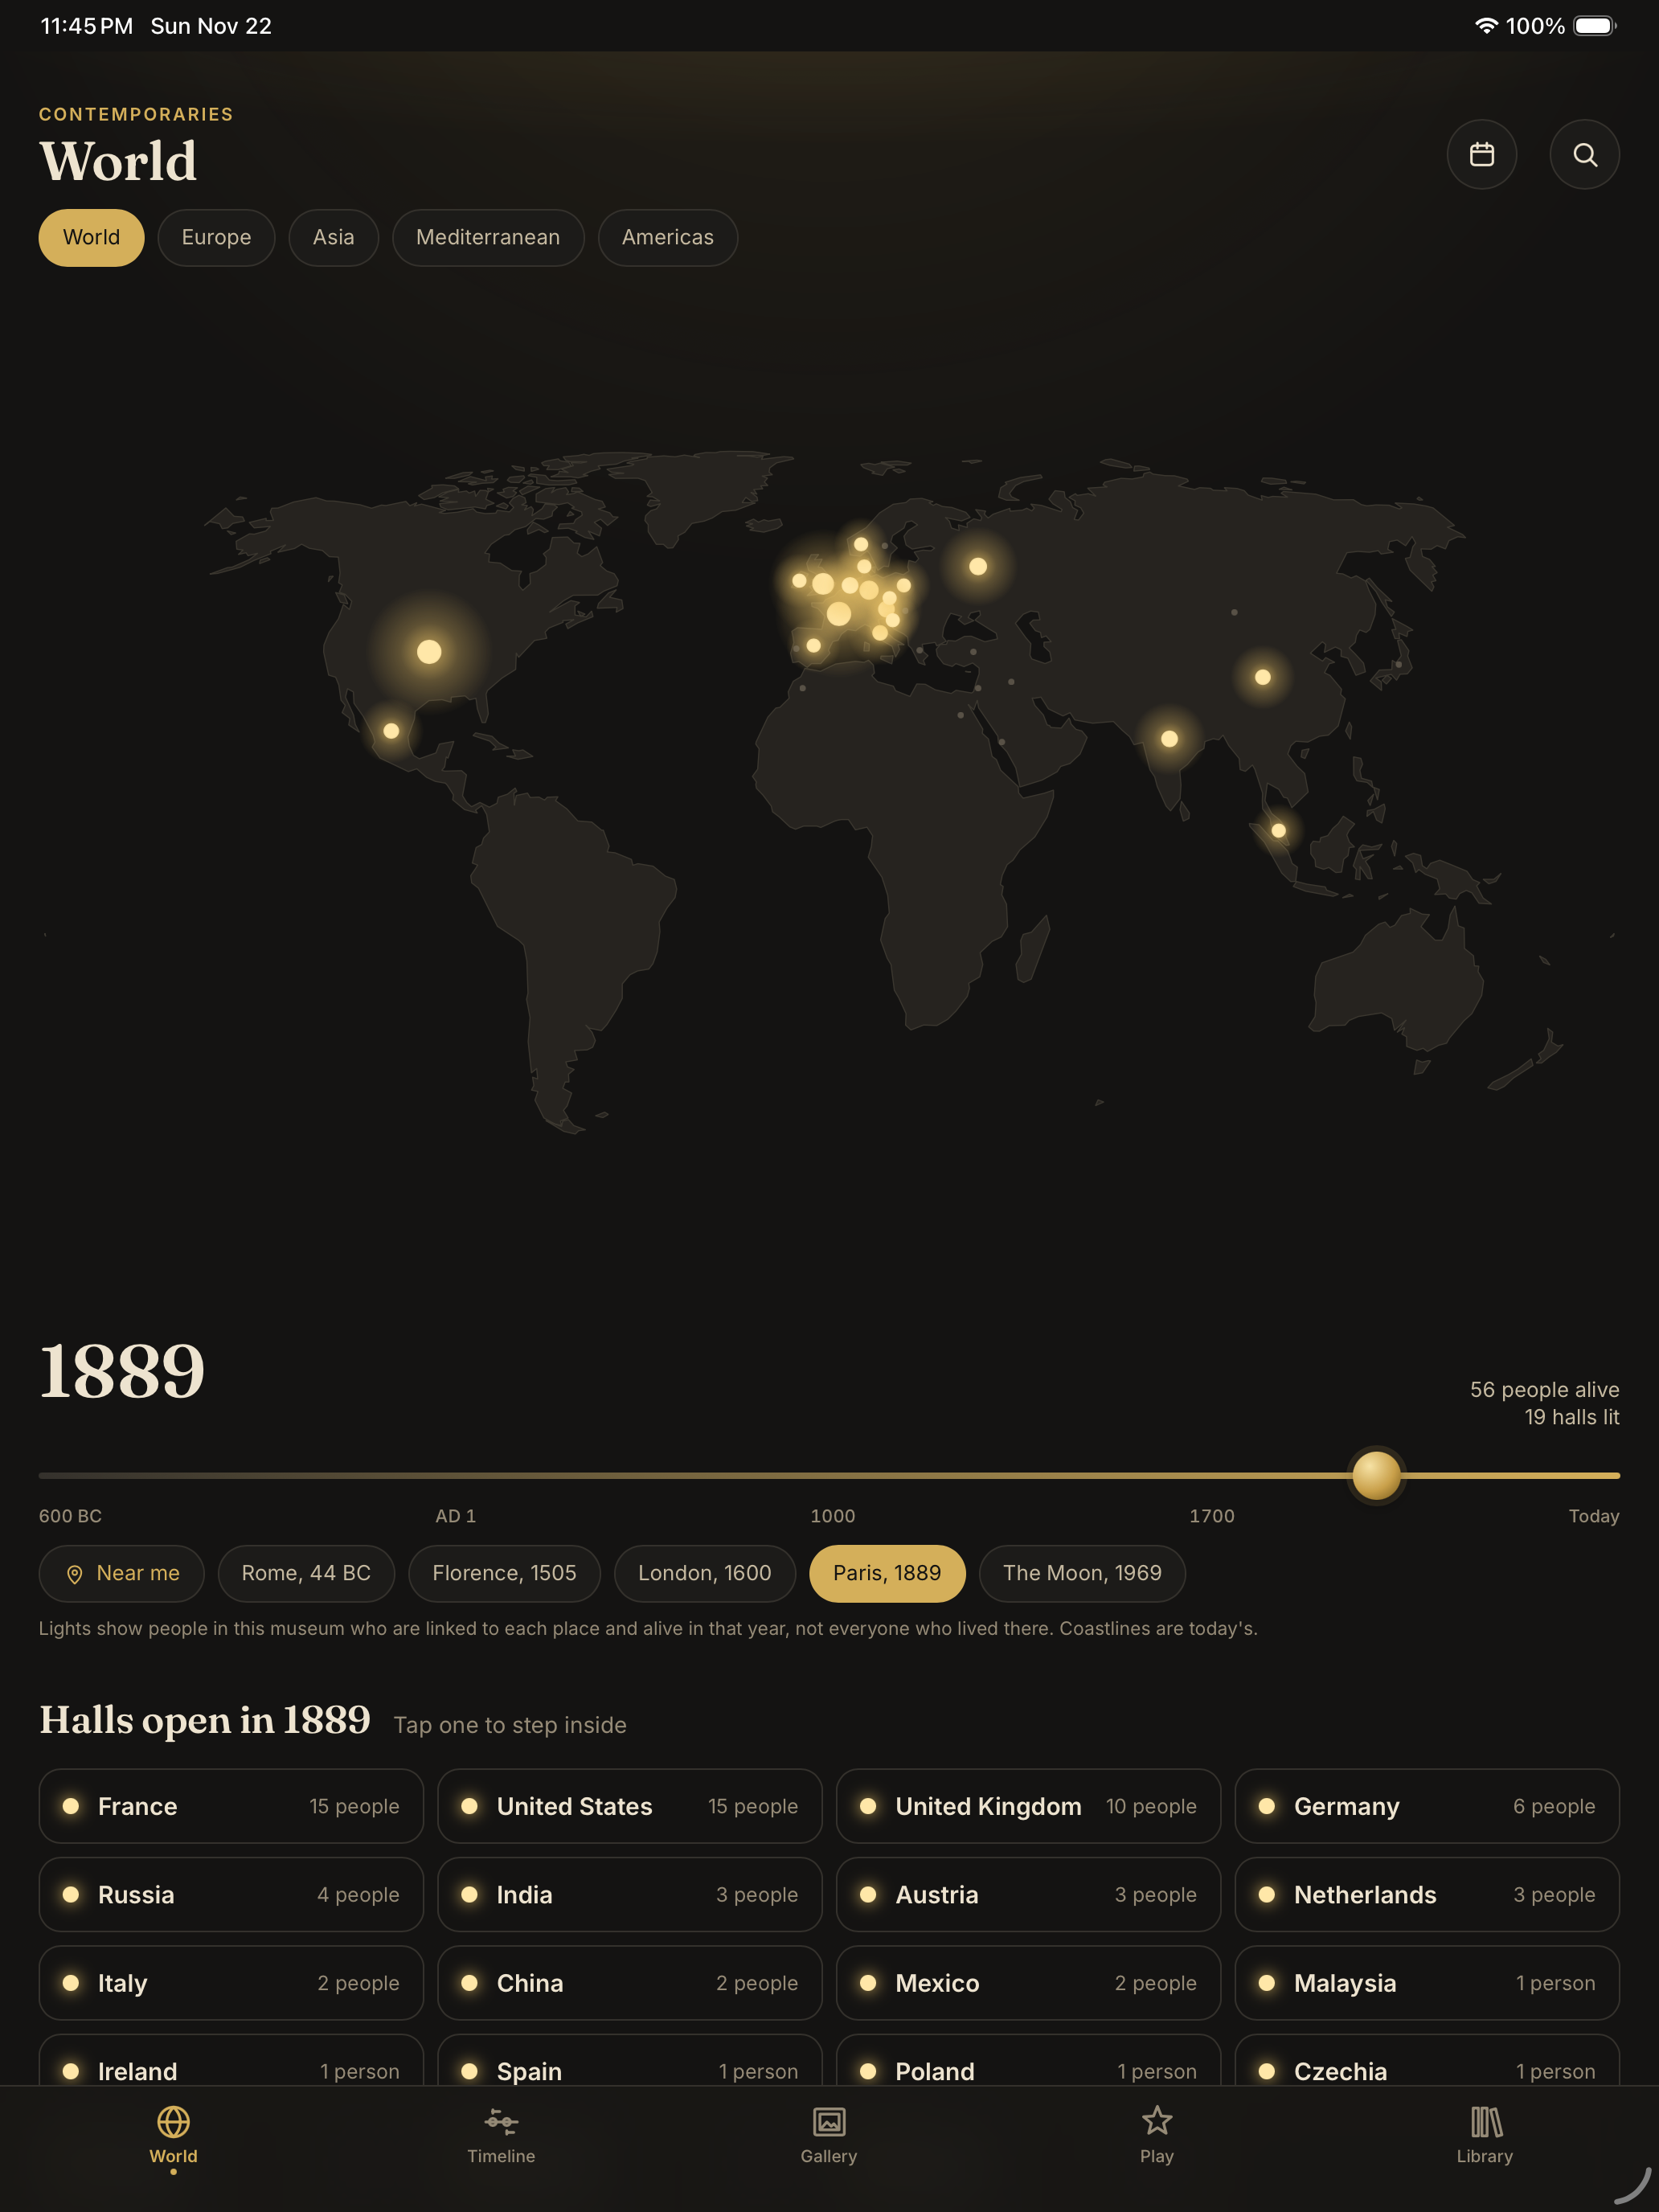 11:45 PM Sun Nov 22
100%
CONTEMPORARIES
World
World Europe Asia Mediterranean Americas
1889
56 people alive
19 halls lit
600 BC AD 1 1000 1700 Today
Near me Rome, 44 BC Florence, 1505 London, 1600 Paris, 1889 The Moon, 1969
Lights show people in this museum who are linked to each place and alive in that year, not everyone who lived there. Coastlines are today's.
Halls open in 1889 Tap one to step inside
France 15 people United States 15 people United Kingdom 10 people Germany 6 people
Russia 4 people India 3 people Austria 3 people Netherlands 3 people
Italy 2 people China 2 people Mexico 2 people Malaysia 1 person
Ireland 1 person Spain 1 person Poland 1 person Czechia 1 person
World Timeline Gallery Play Library